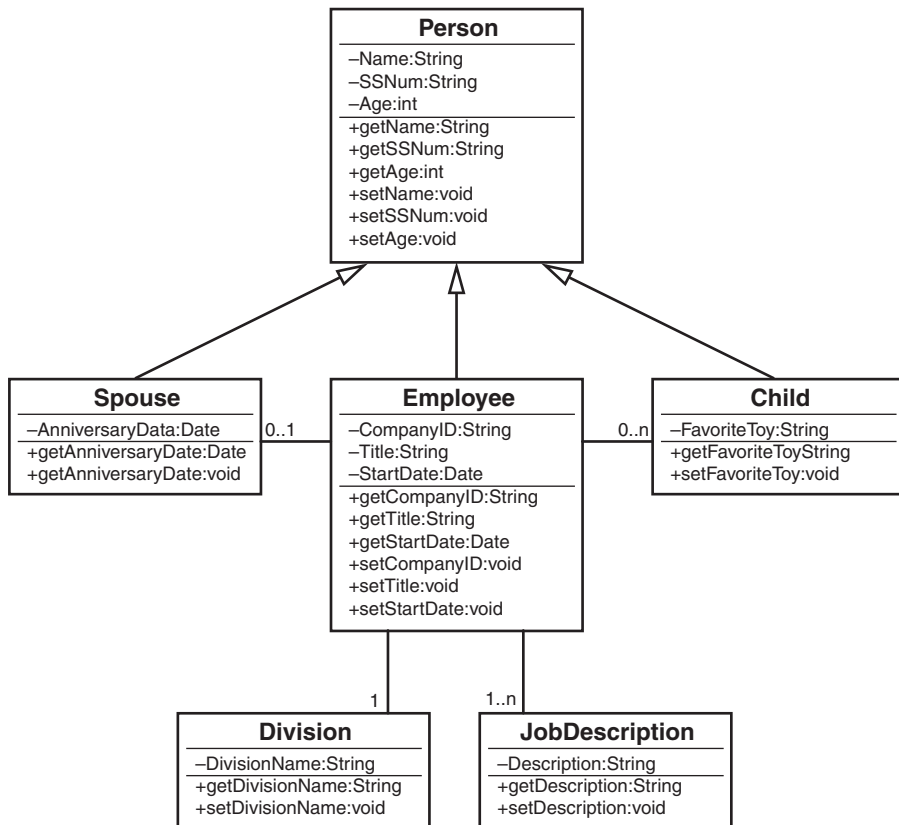 Person
–Name:String
–SSNum:String
–Age:int
+getName:String
+getSSNum:String
+getAge:int
+setName:void
+setSSNum:void
+setAge:void
Spouse
–AnniversaryData:Date
+getAnniversaryDate:Date
+getAnniversaryDate:void
0..1
Employee
–CompanyID:String
–Title:String
–StartDate:Date
+getCompanyID:String
+getTitle:String
+getStartDate:Date
+setCompanyID:void
+setTitle:void
+setStartDate:void
0..n
Child
–FavoriteToy:String
+getFavoriteToyString
+setFavoriteToy:void
1
1..n
Division
–DivisionName:String
+getDivisionName:String
+setDivisionName:void
JobDescription
–Description:String
+getDescription:String
+setDescription:void